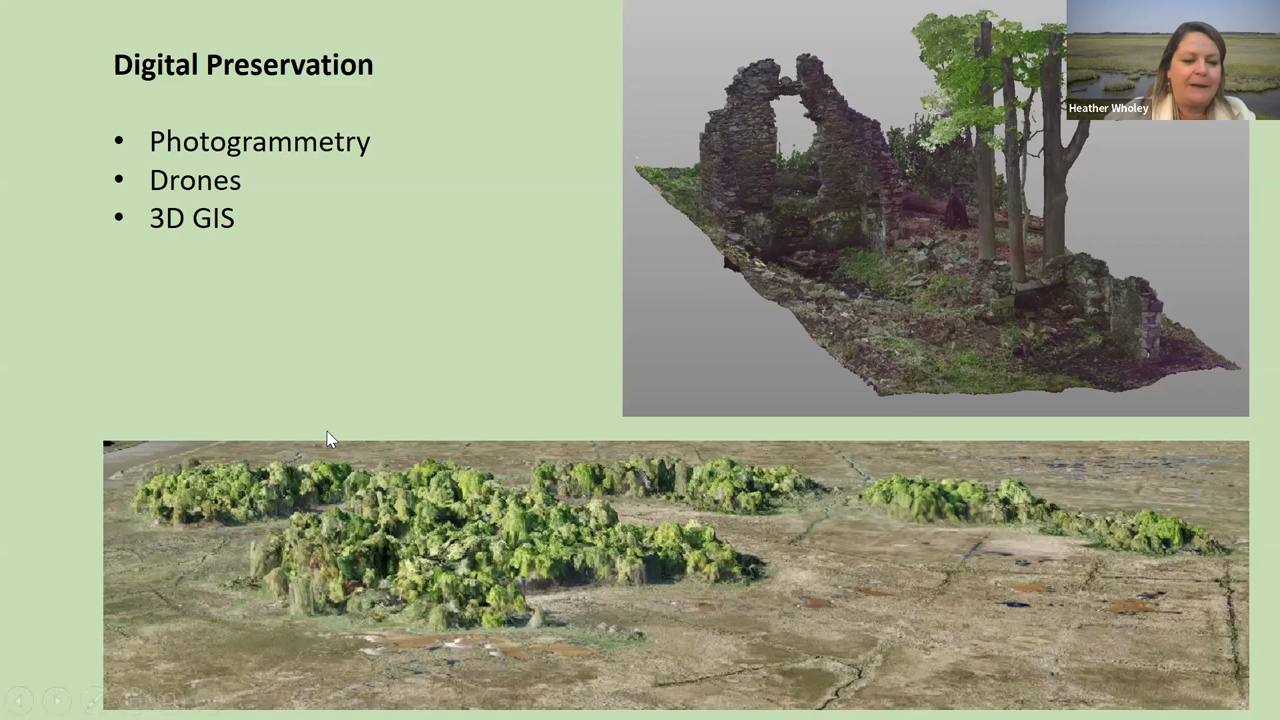 Digital Preservation
• Photogrammetry
• Drones
• 3D GIS
Heather Wholey